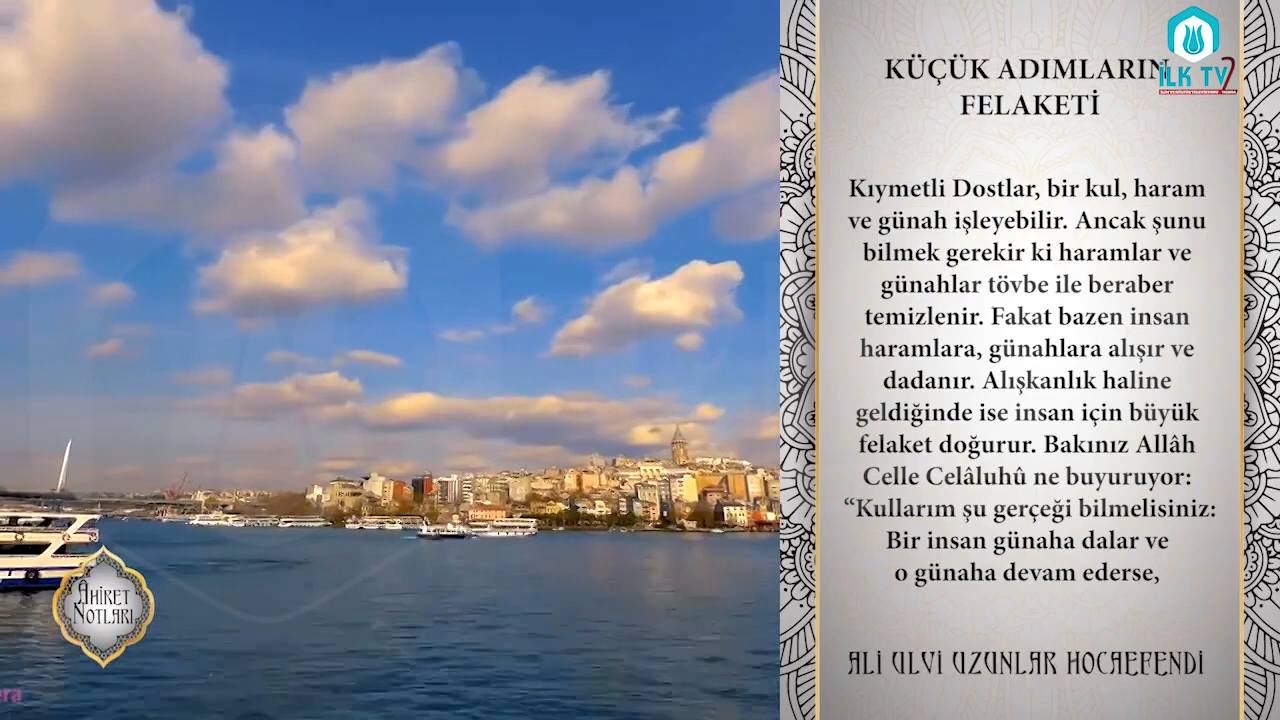 KÜÇÜK ADIMLARIN
FELAKETİ
İLK TV2
Kıymetli Dostlar, bir kul, haram
ve günah işleyebilir. Ancak şunu
bilmek gerekir ki haramlar ve
günahlar tövbe ile beraber
temizlenir. Fakat bazen insan
haramlara, günahlara alışır ve
dadanır. Alışkanlık haline
geldiğinde ise insan için büyük
felaket doğurur. Bakınız Allâh
Celle Celâluhû ne buyuruyor:
“Kullarım şu gerçeği bilmelisiniz:
Bir insan günaha dalar ve
o günaha devam ederse,
ALİ ULVİ UZUNLAR HOCAEFENDİ
AHİRET
NOTLARI